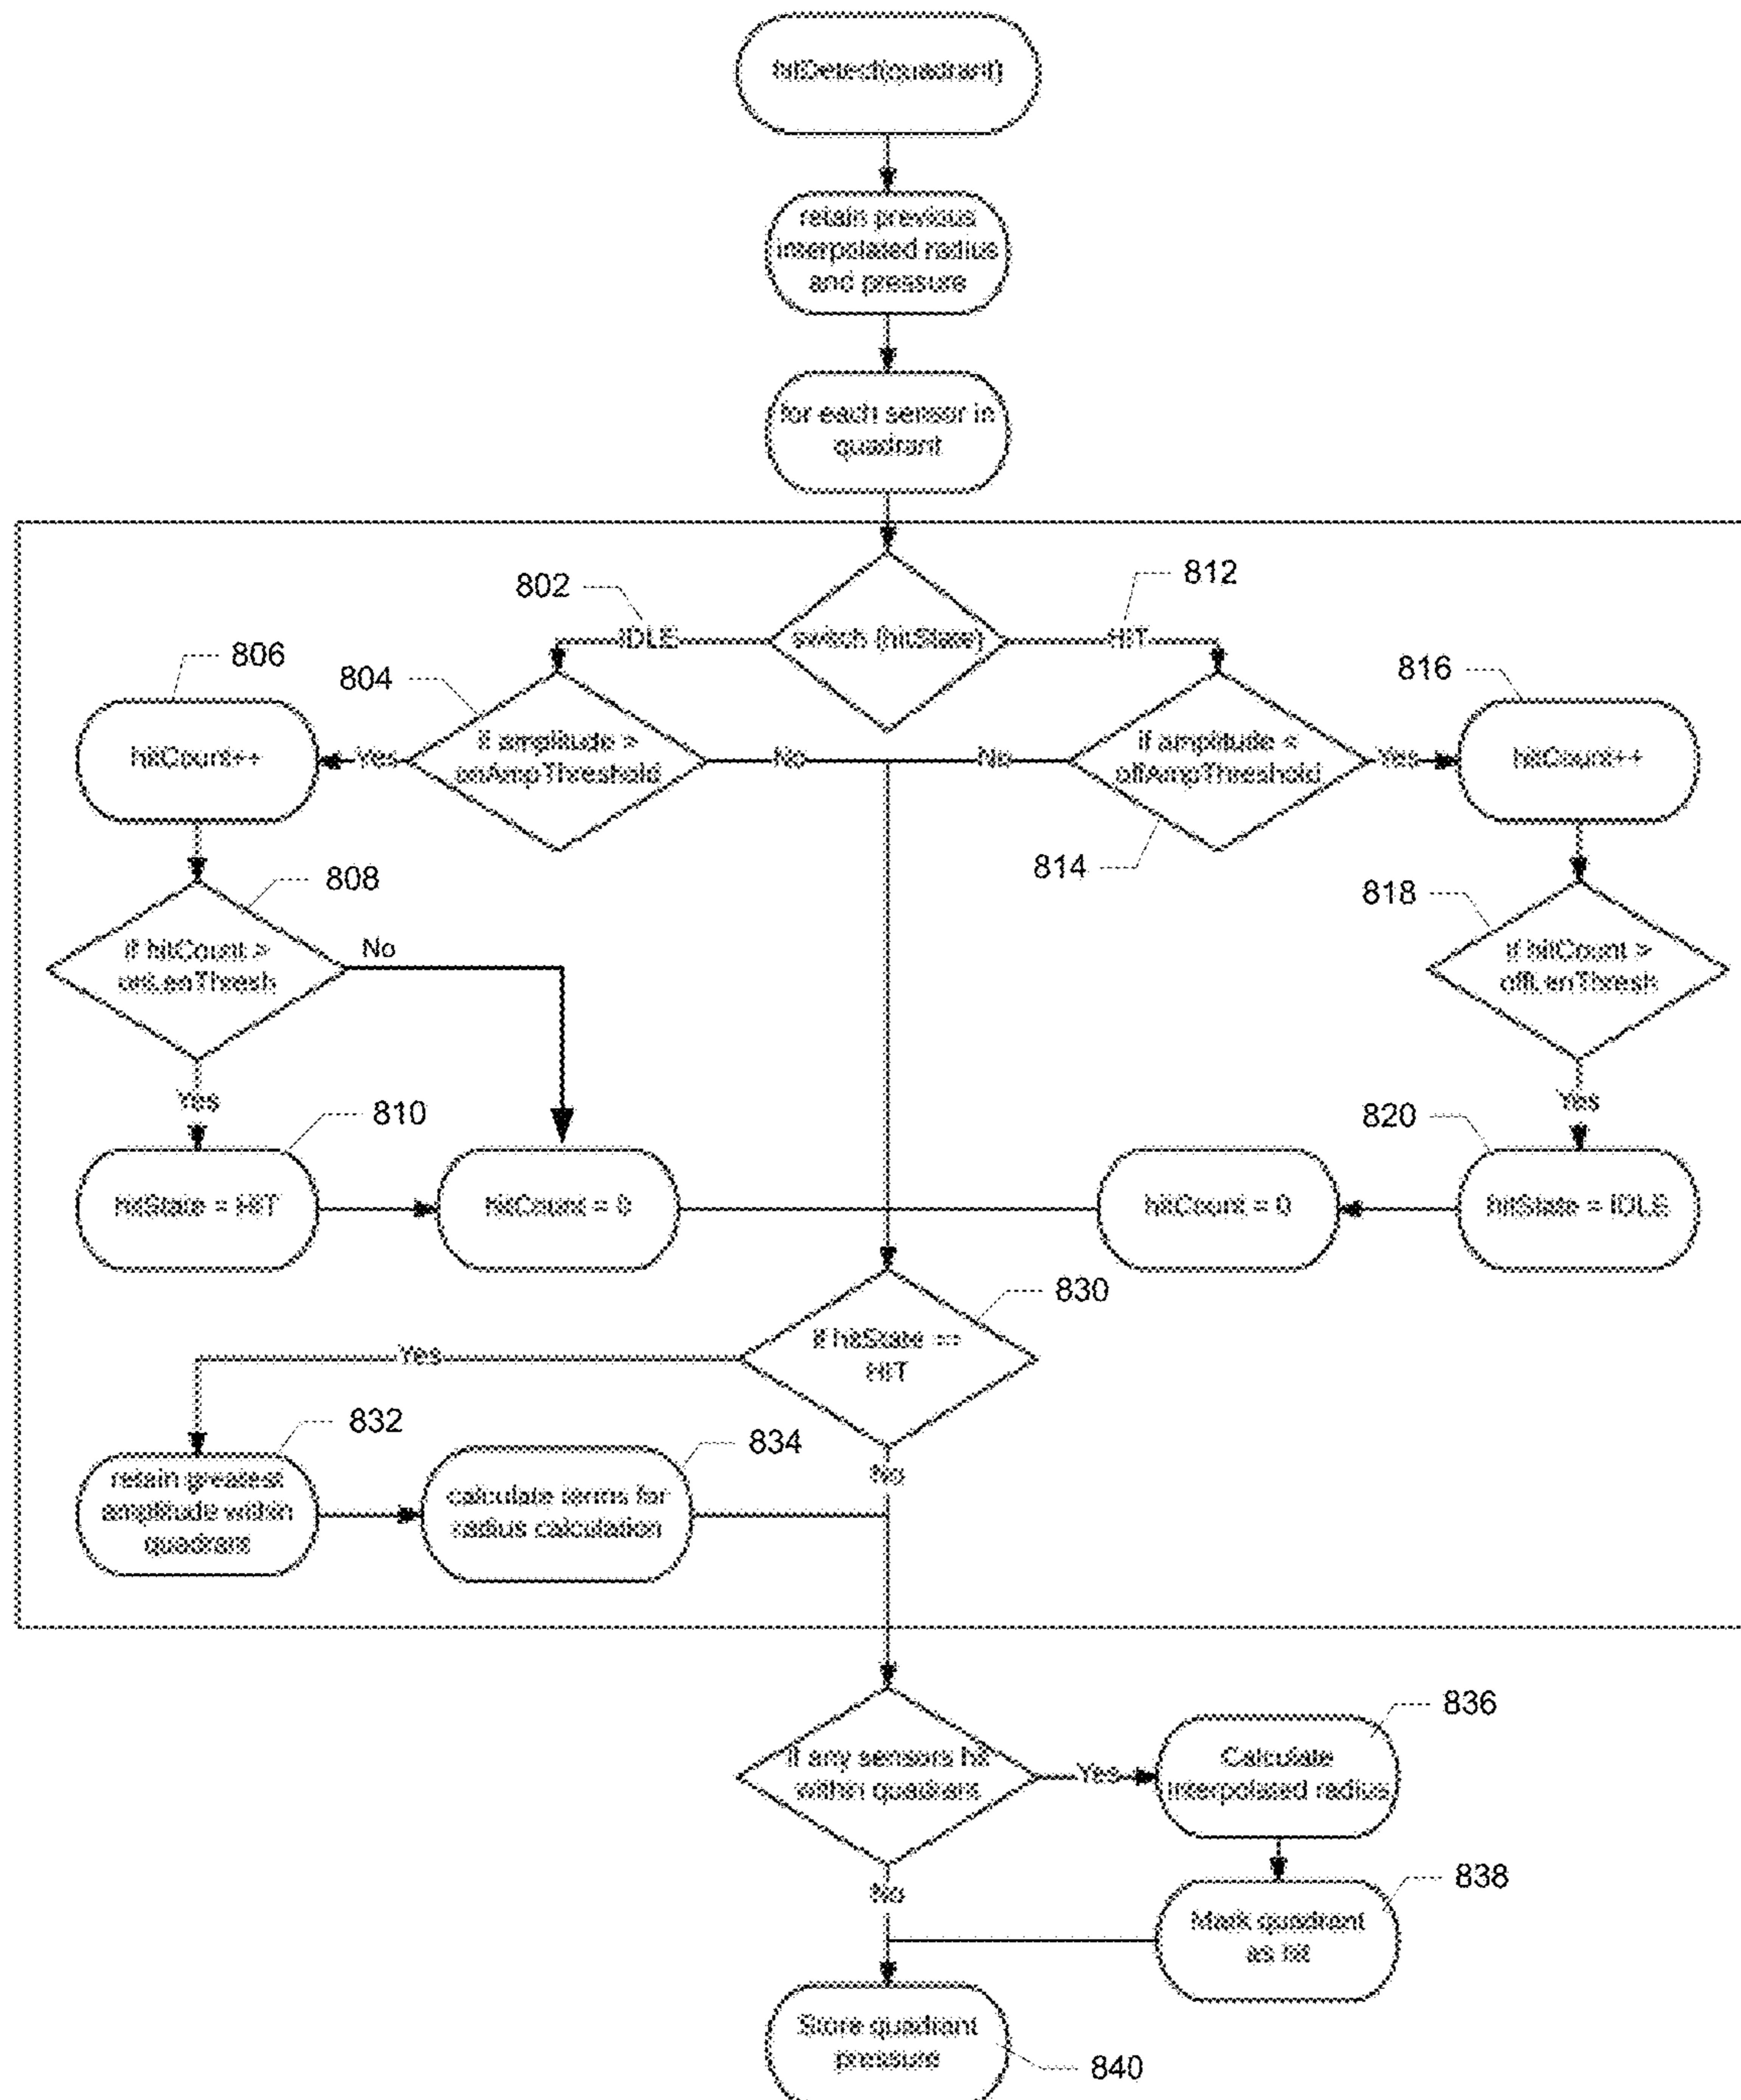 hitDetect(quadrant)
retain previous
interpolated radius
and pressure
for each sensor in
quadrant
802
812
switch (hitState)
IDLE
HIT
806
804
816
hitCount++
Yes
if amplitude >
onAmpThreshold
No
No
if amplitude <
offAmpThreshold
Yes
hitCount++
814
808
818
if hitCount >
onLenThresh
No
if hitCount >
offLenThresh
Yes
Yes
810
820
hitState = HIT
hitCount = 0
hitCount = 0
hitState = IDLE
830
if hitState ==
HIT
Yes
832
834
No
retain greatest
amplitude within
quadrant
calculate terms for
radius calculation
836
if any sensors hit
within quadrant
Yes
Calculate
interpolated radius
838
No
Mark quadrant
as hit
Store quadrant
pressure
840